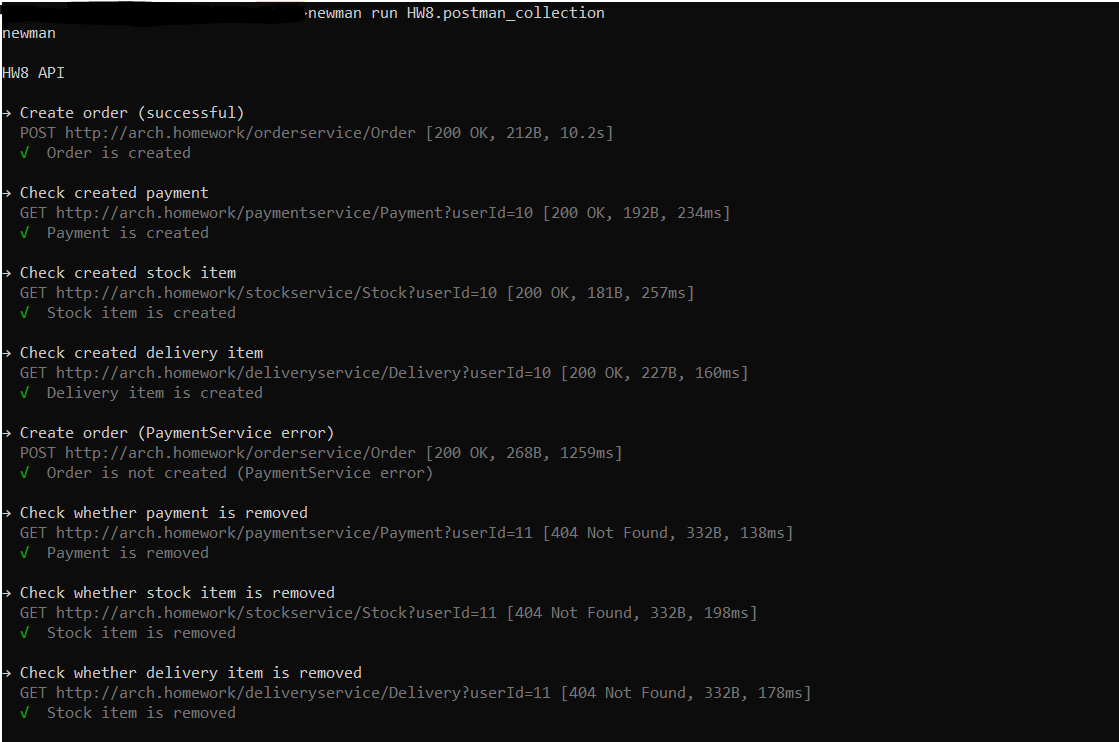 >newman run HW8.postman_collection
newman
HW8 API
→ Create order (successful)
POST http://arch.homework/orderservice/Order [200 OK, 212B, 10.2s]
√ Order is created
→ Check created payment
GET http://arch.homework/paymentservice/Payment?userId=10 [200 OK, 192B, 234ms]
√ Payment is created
→ Check created stock item
GET http://arch.homework/stockservice/Stock?userId=10 [200 OK, 181B, 257ms]
√ Stock item is created
→ Check created delivery item
GET http://arch.homework/deliveryservice/Delivery?userId=10 [200 OK, 227B, 160ms]
√ Delivery item is created
→ Create order (PaymentService error)
POST http://arch.homework/orderservice/Order [200 OK, 268B, 1259ms]
√ Order is not created (PaymentService error)
→ Check whether payment is removed
GET http://arch.homework/paymentservice/Payment?userId=11 [404 Not Found, 332B, 138ms]
√ Payment is removed
→ Check whether stock item is removed
GET http://arch.homework/stockservice/Stock?userId=11 [404 Not Found, 332B, 198ms]
√ Stock item is removed
→ Check whether delivery item is removed
GET http://arch.homework/deliveryservice/Delivery?userId=11 [404 Not Found, 332B, 178ms]
√ Stock item is removed